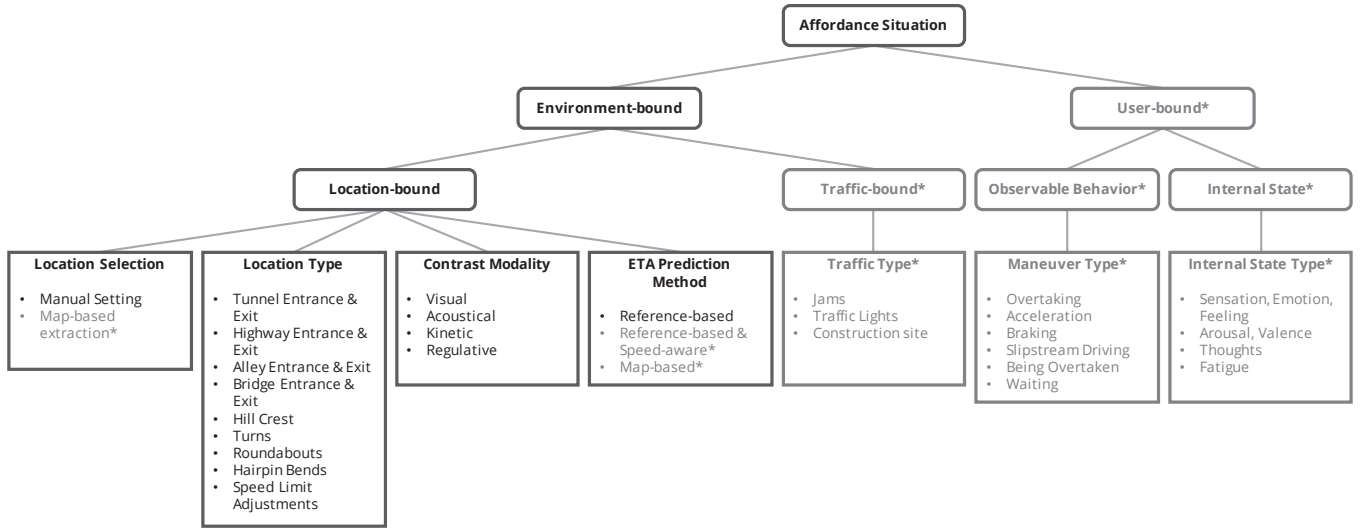 Affordance Situation
Environment-bound
User-bound*
Location-bound
Traffic-bound*
Observable Behavior*
Internal State*
Location Selection
• Manual Setting
• Map-based
extraction*
Location Type
• Tunnel Entrance &
Exit
• Highway Entrance &
Exit
• Alley Entrance & Exit
• Bridge Entrance &
Exit
• Hill Crest
• Turns
• Roundabouts
• Hairpin Bends
• Speed Limit
Adjustments
Contrast Modality
• Visual
• Acoustical
• Kinetic
• Regulative
ETA Prediction
Method
• Reference-based
• Reference-based &
Speed-aware*
• Map-based*
Traffic Type*
• Jams
• Traffic Lights
• Construction site
Maneuver Type*
• Overtaking
• Acceleration
• Braking
• Slipstream Driving
• Being Overtaken
• Waiting
Internal State Type*
• Sensation, Emotion,
Feeling
• Arousal, Valence
• Thoughts
• Fatigue